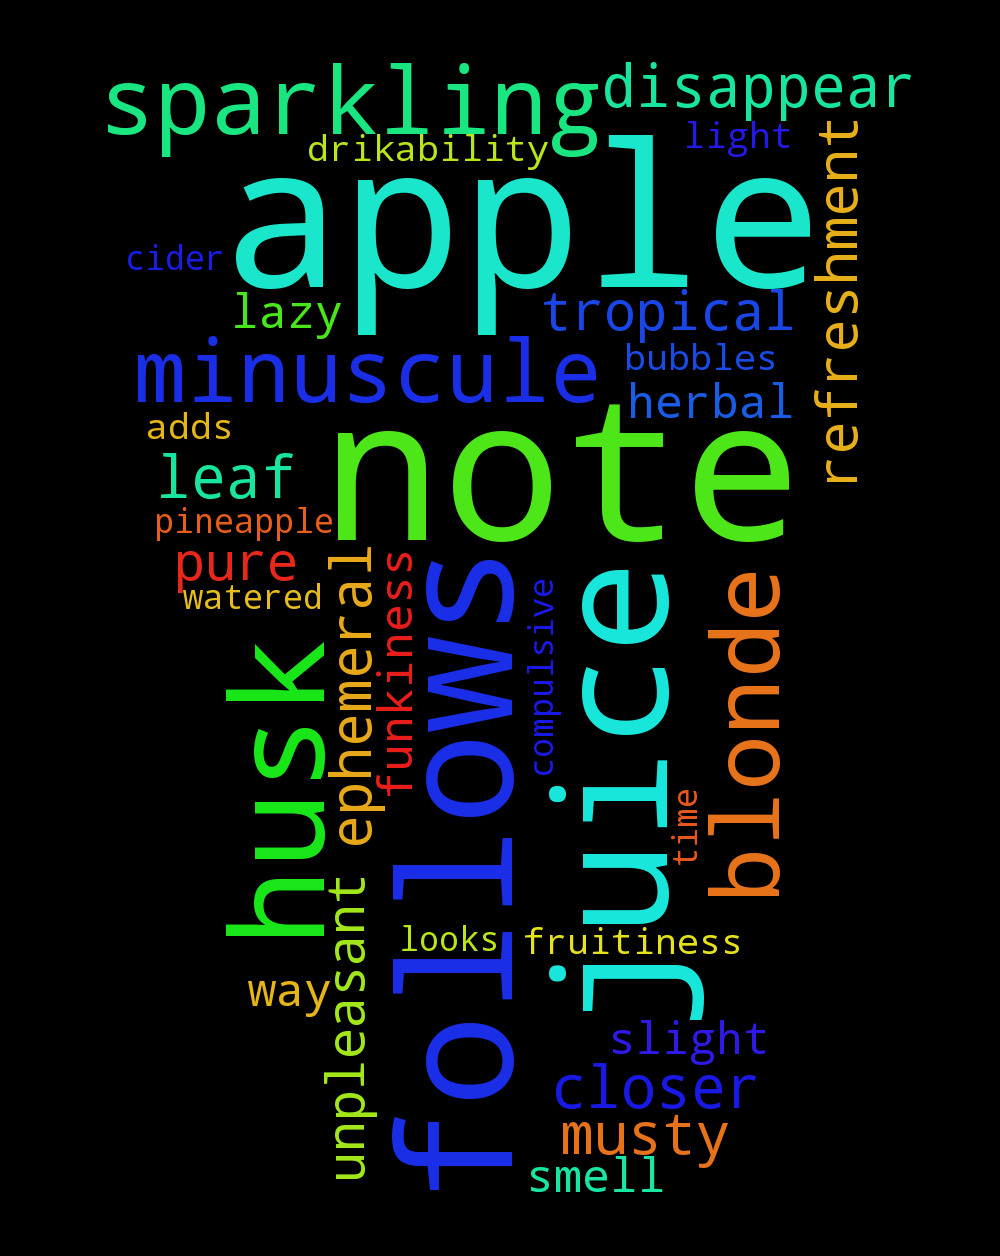 sparkling
disappear
drikability
light
apple
refreshment
cider
lazy
tropical
minuscule
bubbles
herbal
adds
note
leaf
pineapple
pure
watered
husk
ephemeral
funkiness
follows
compulsive
juice
time
blonde
unpleasant
looks
fruitiness
way
slight
closer
musty
smell